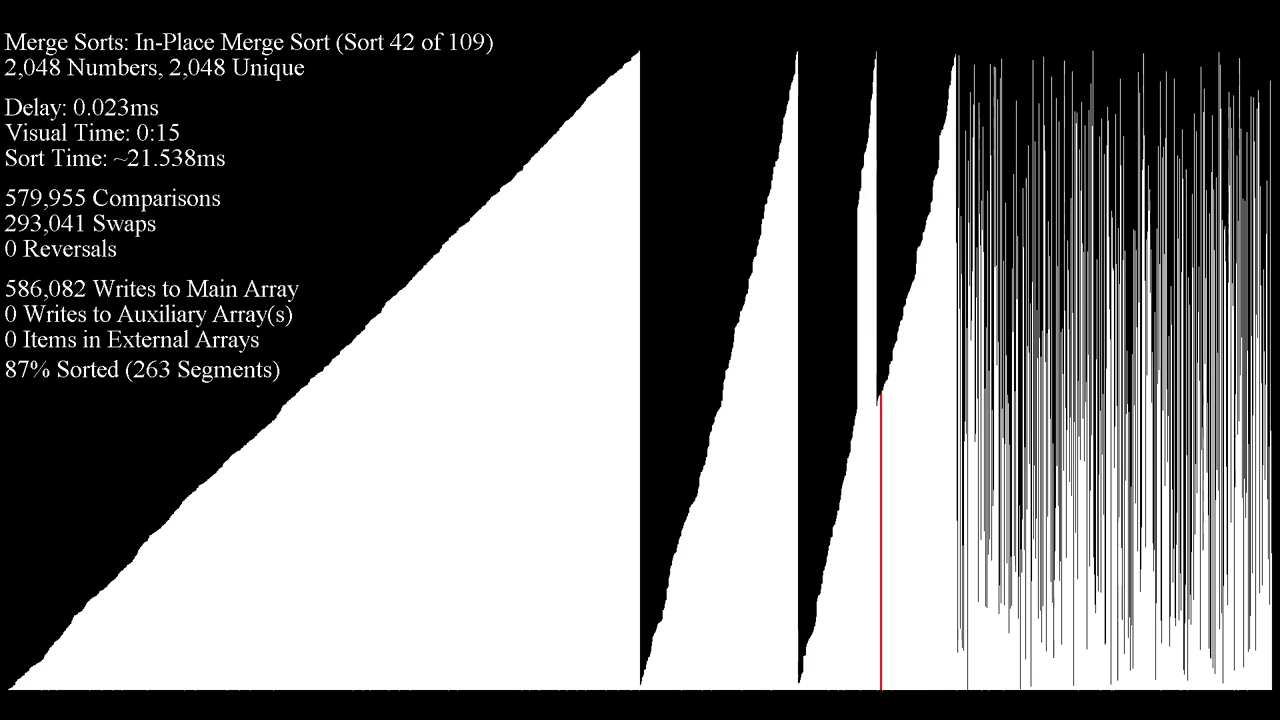 Merge Sorts: In-Place Merge Sort (Sort 42 of 109)
2,048 Numbers, 2,048 Unique
Delay: 0.023ms
Visual Time: 0:15
Sort Time: ~21.538ms
579,955 Comparisons
293,041 Swaps
0 Reversals
586,082 Writes to Main Array
0 Writes to Auxiliary Array(s)
0 Items in External Arrays
87% Sorted (263 Segments)